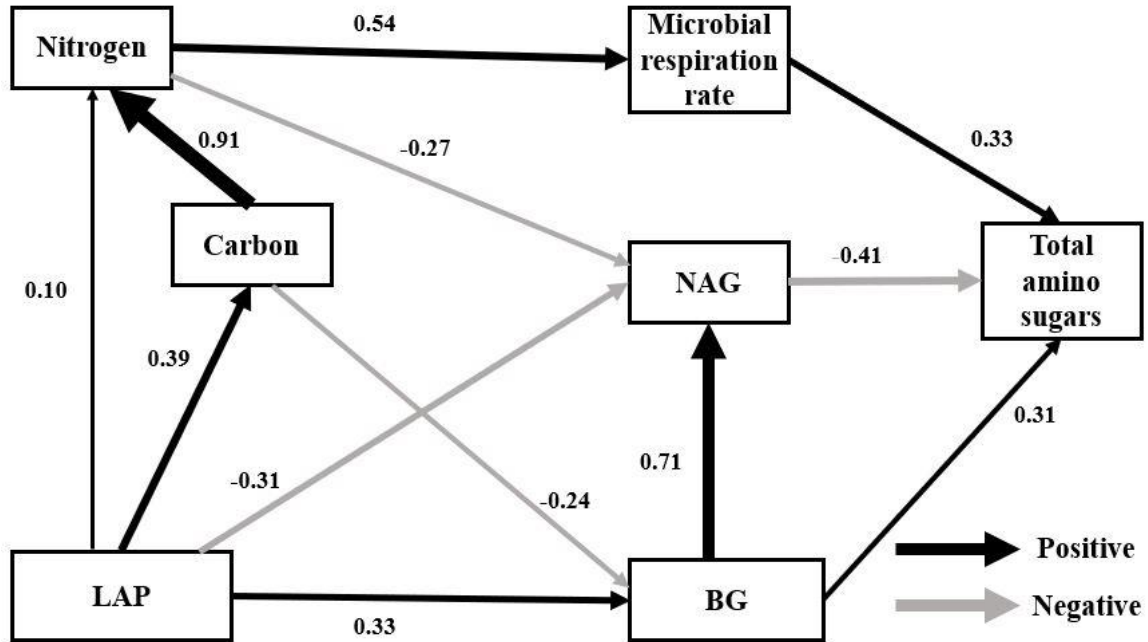 Nitrogen
0.54
Microbial
respiration
rate
0.91
-0.27
0.33
Carbon
0.10
NAG
-0.41
Total
amino
sugars
0.39
0.31
-0.31
-0.24
0.71
Positive
LAP
0.33
BG
Negative